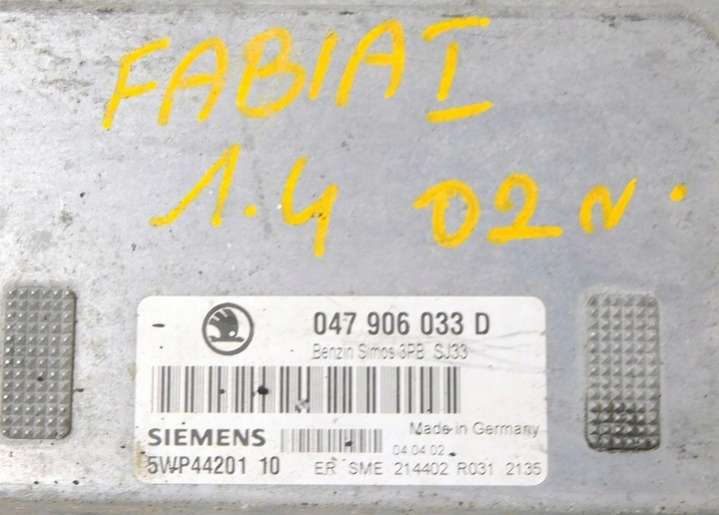 FABIA I
1.4 02 r.
047 906 033 D
Benzin Simos 3PB SJ33
SIEMENS
Made in Germany
04.04.02
5WP44201 10
ER SME 214402 R031 2135